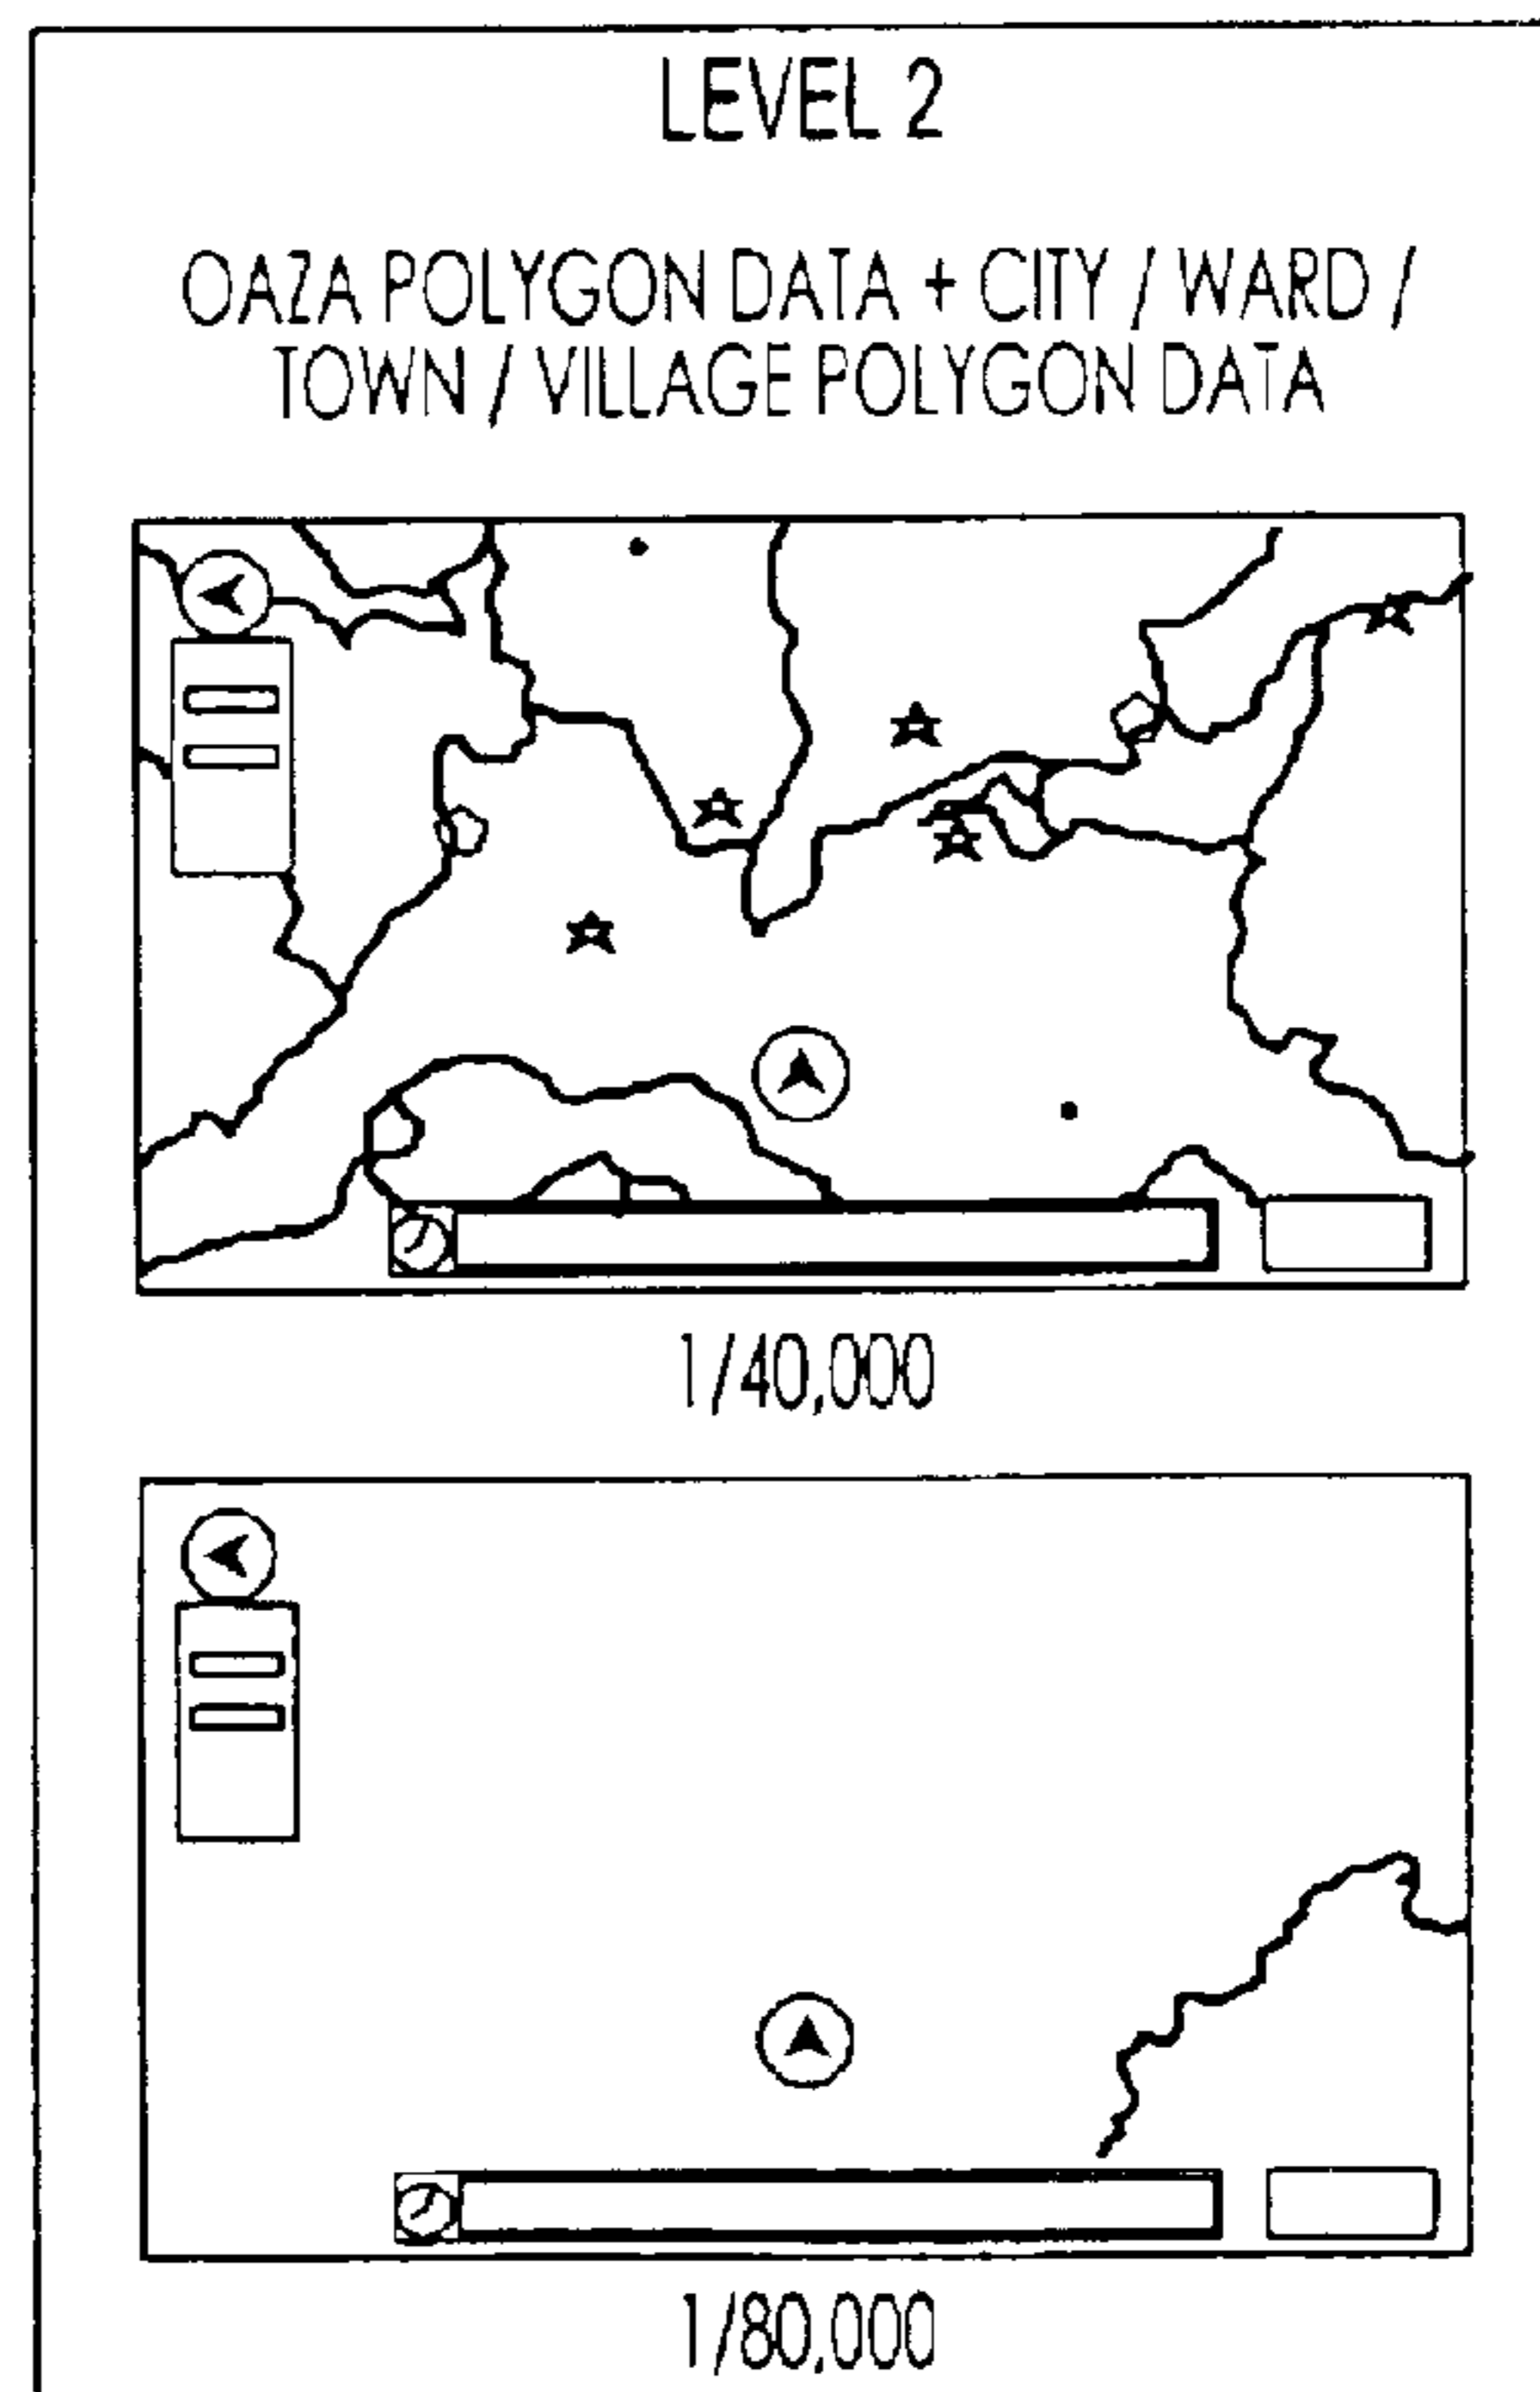 LEVEL 2
OAZA POLYGON DATA + CITY / WARD /
TOWN / VILLAGE POLYGON DATA
1/40,000
1/80,000